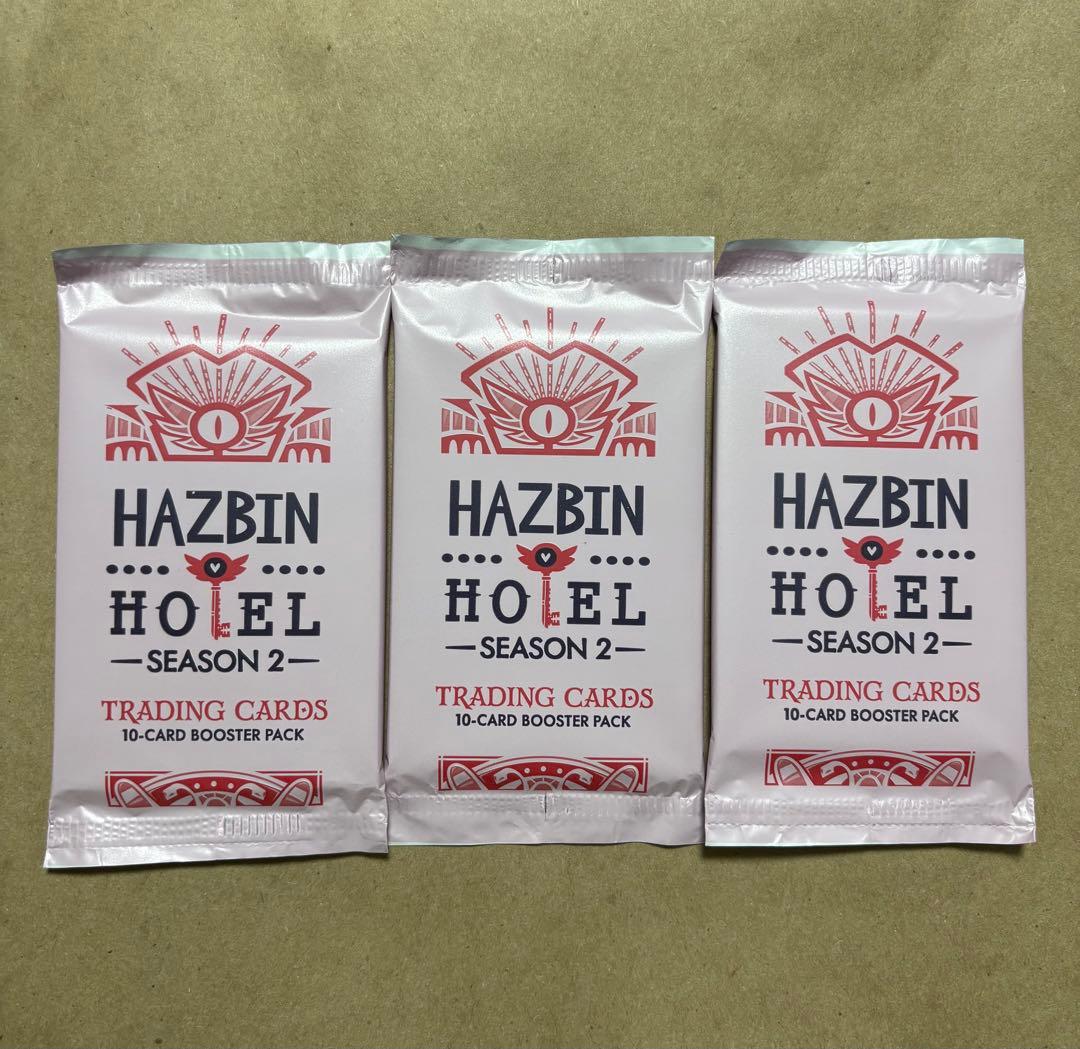 HAZBIN
HOTEL
SEASON 2
TRADING CARDS
10-CARD BOOSTER PACK
HAZBIN
HOTEL
SEASON 2
TRADING CARDS
10-CARD BOOSTER PACK
HAZBIN
HOTEL
SEASON 2
TRADING CARDS
10-CARD BOOSTER PACK